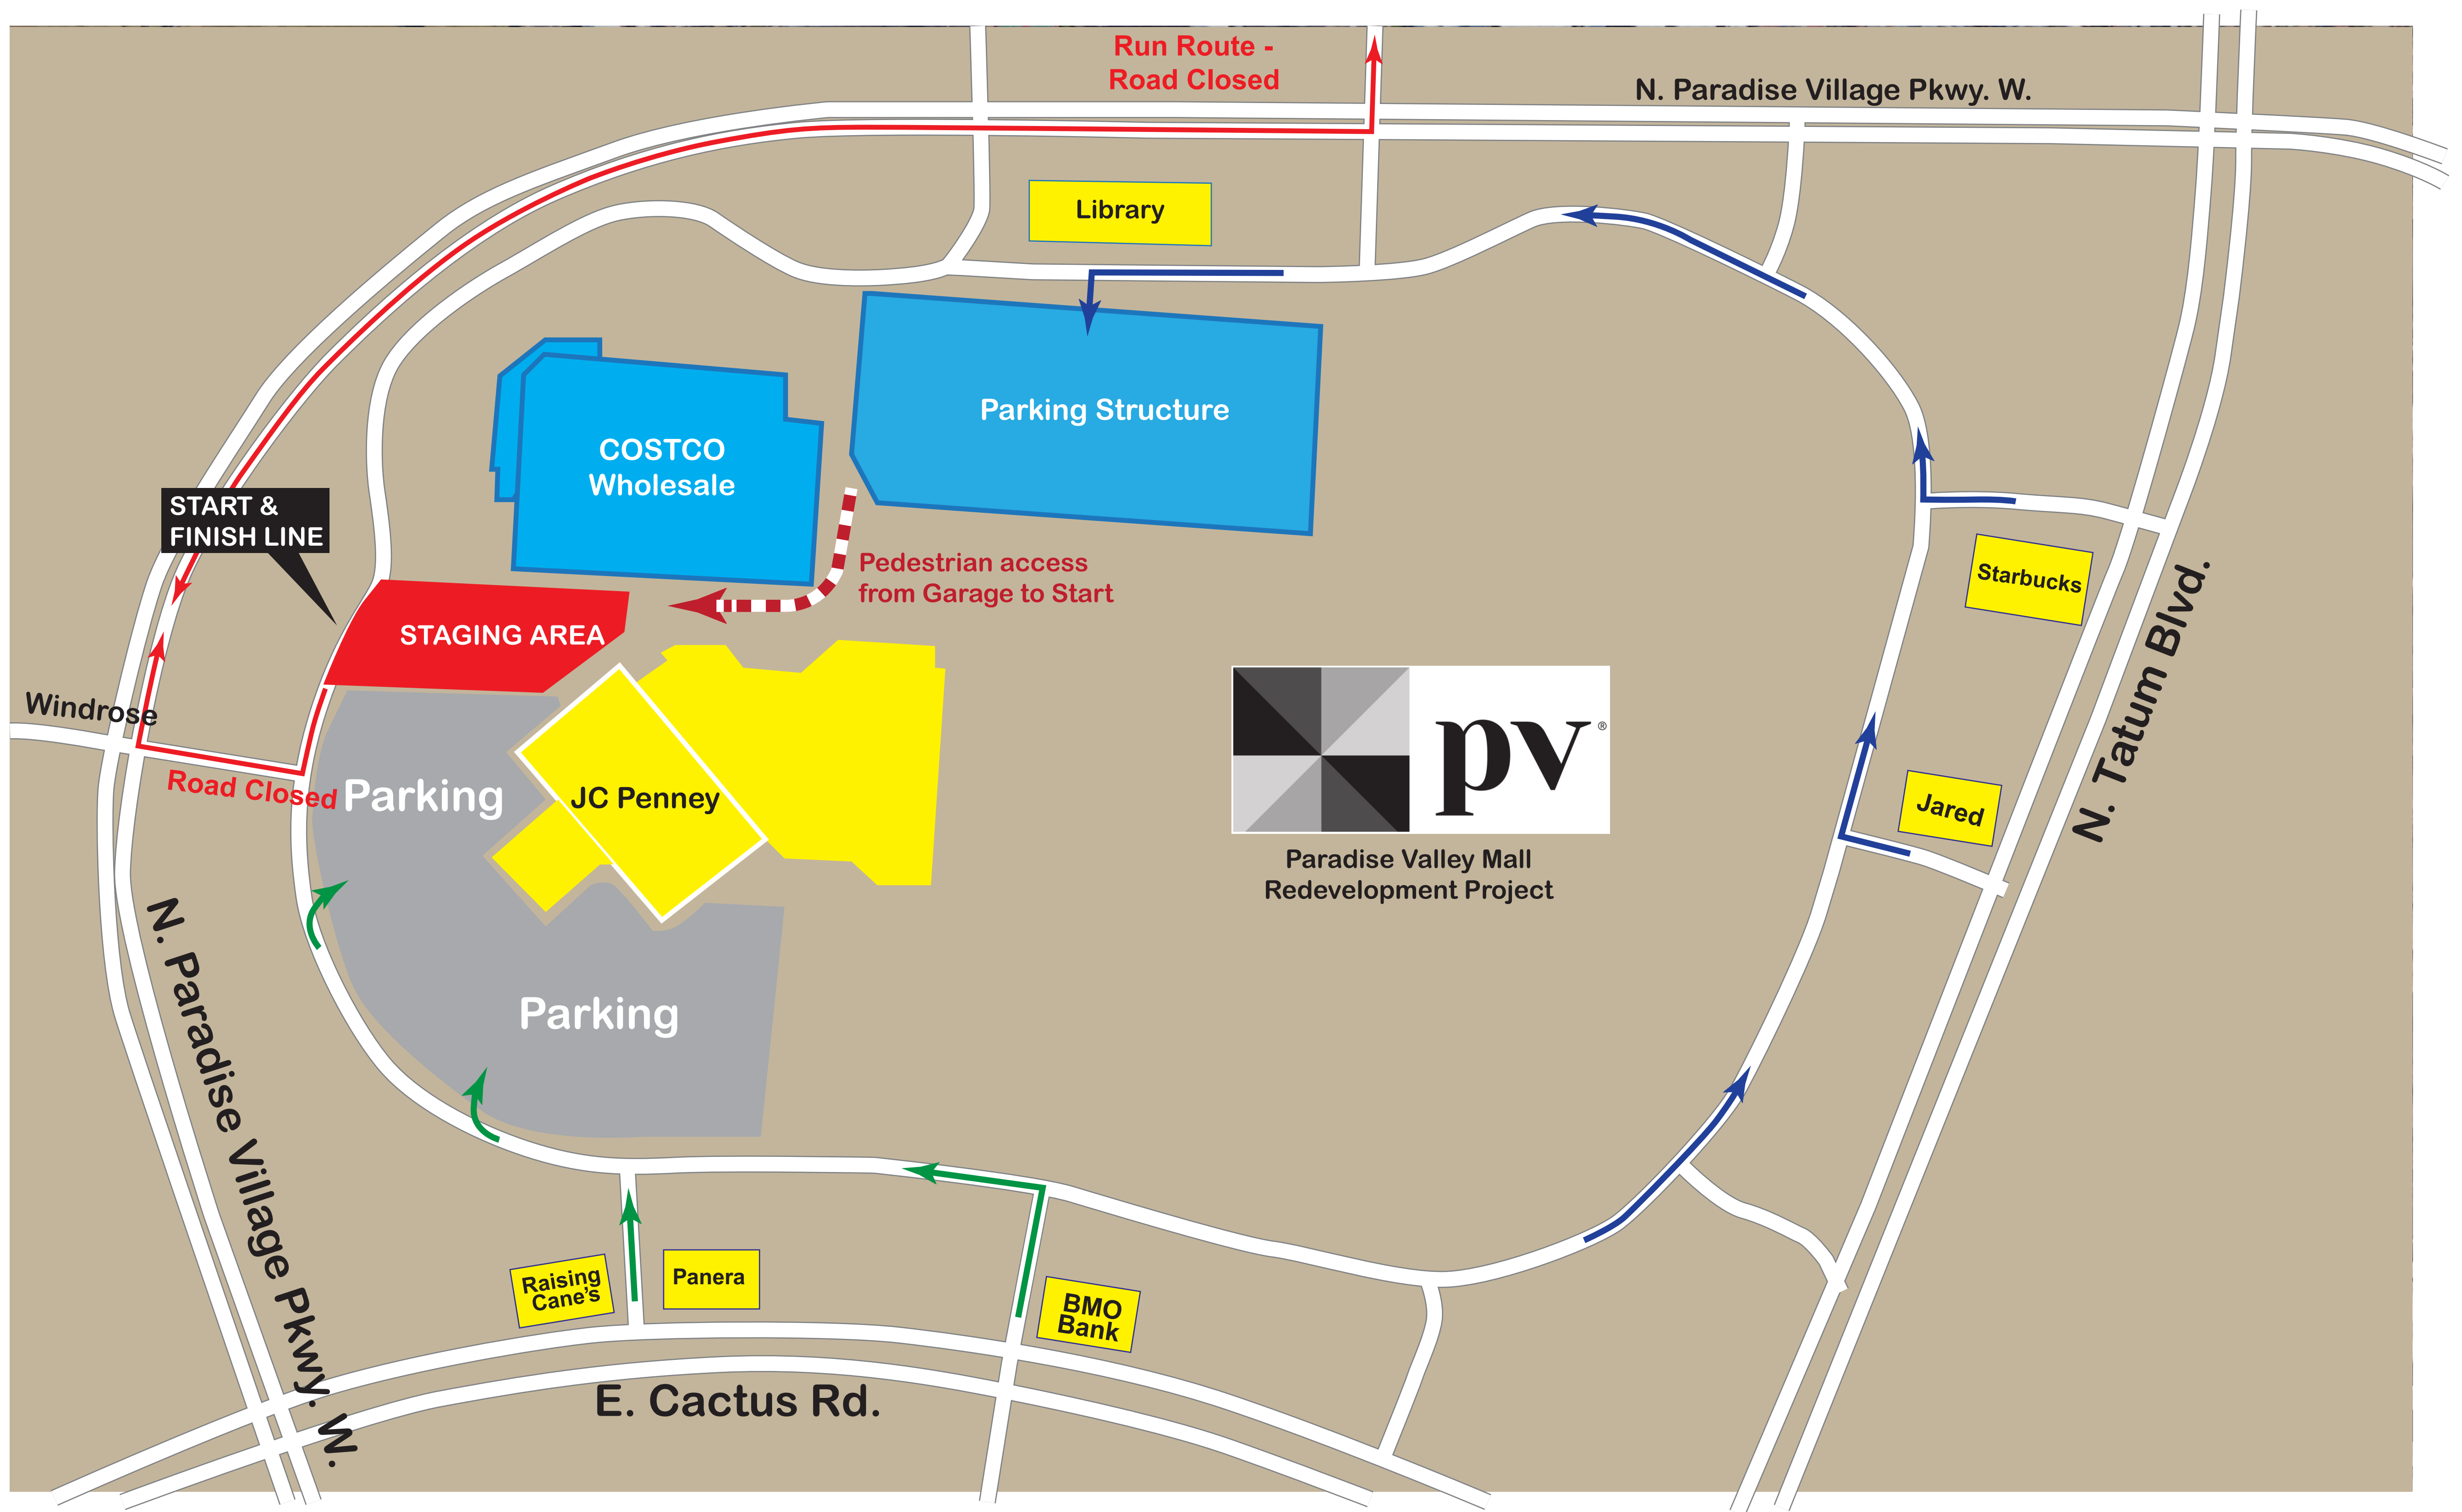 Run Route -
Road Closed
N. Paradise Village Pkwy. W.
Library
Parking Structure
COSTCO
Wholesale
START &
FINISH LINE
Pedestrian access
from Garage to Start
STAGING AREA
Starbucks
N. Tatum Blvd.
Windrose
Road Closed
Parking
JC Penney
pv®
Paradise Valley Mall
Redevelopment Project
Jared
N. Paradise Village Pkwy. W.
Parking
Raising
Cane's
Panera
BMO
Bank
E. Cactus Rd.